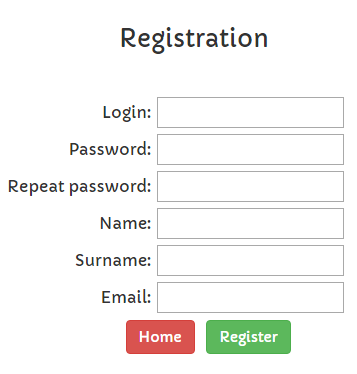 Registration
Login:
Password:
Repeat password:
Name:
Surname:
Email:
Home Register